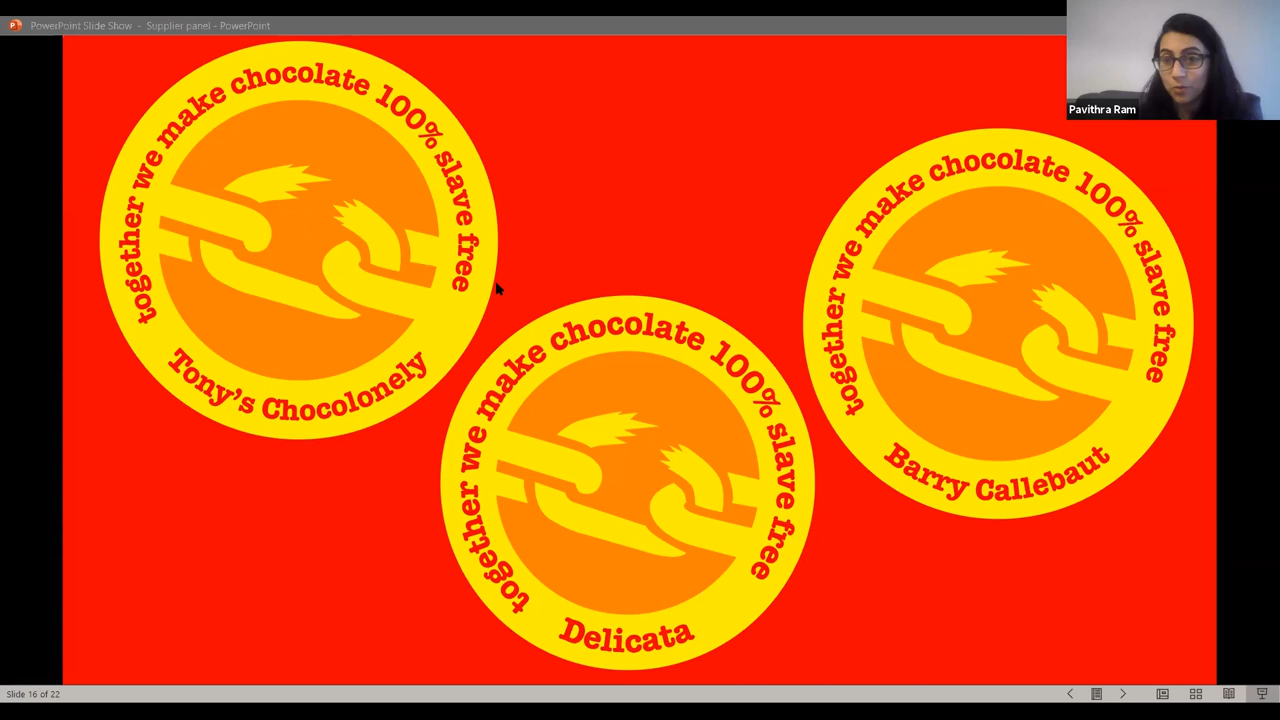 PowerPoint Slide Show - Supplier panel - PowerPoint
Pavithra Ram
together we make chocolate 100% slave free
Tony's Chocolonely
together we make chocolate 100% slave free
Barry Callebaut
together we make chocolate 100% slave free
Delicata
Slide 16 of 22